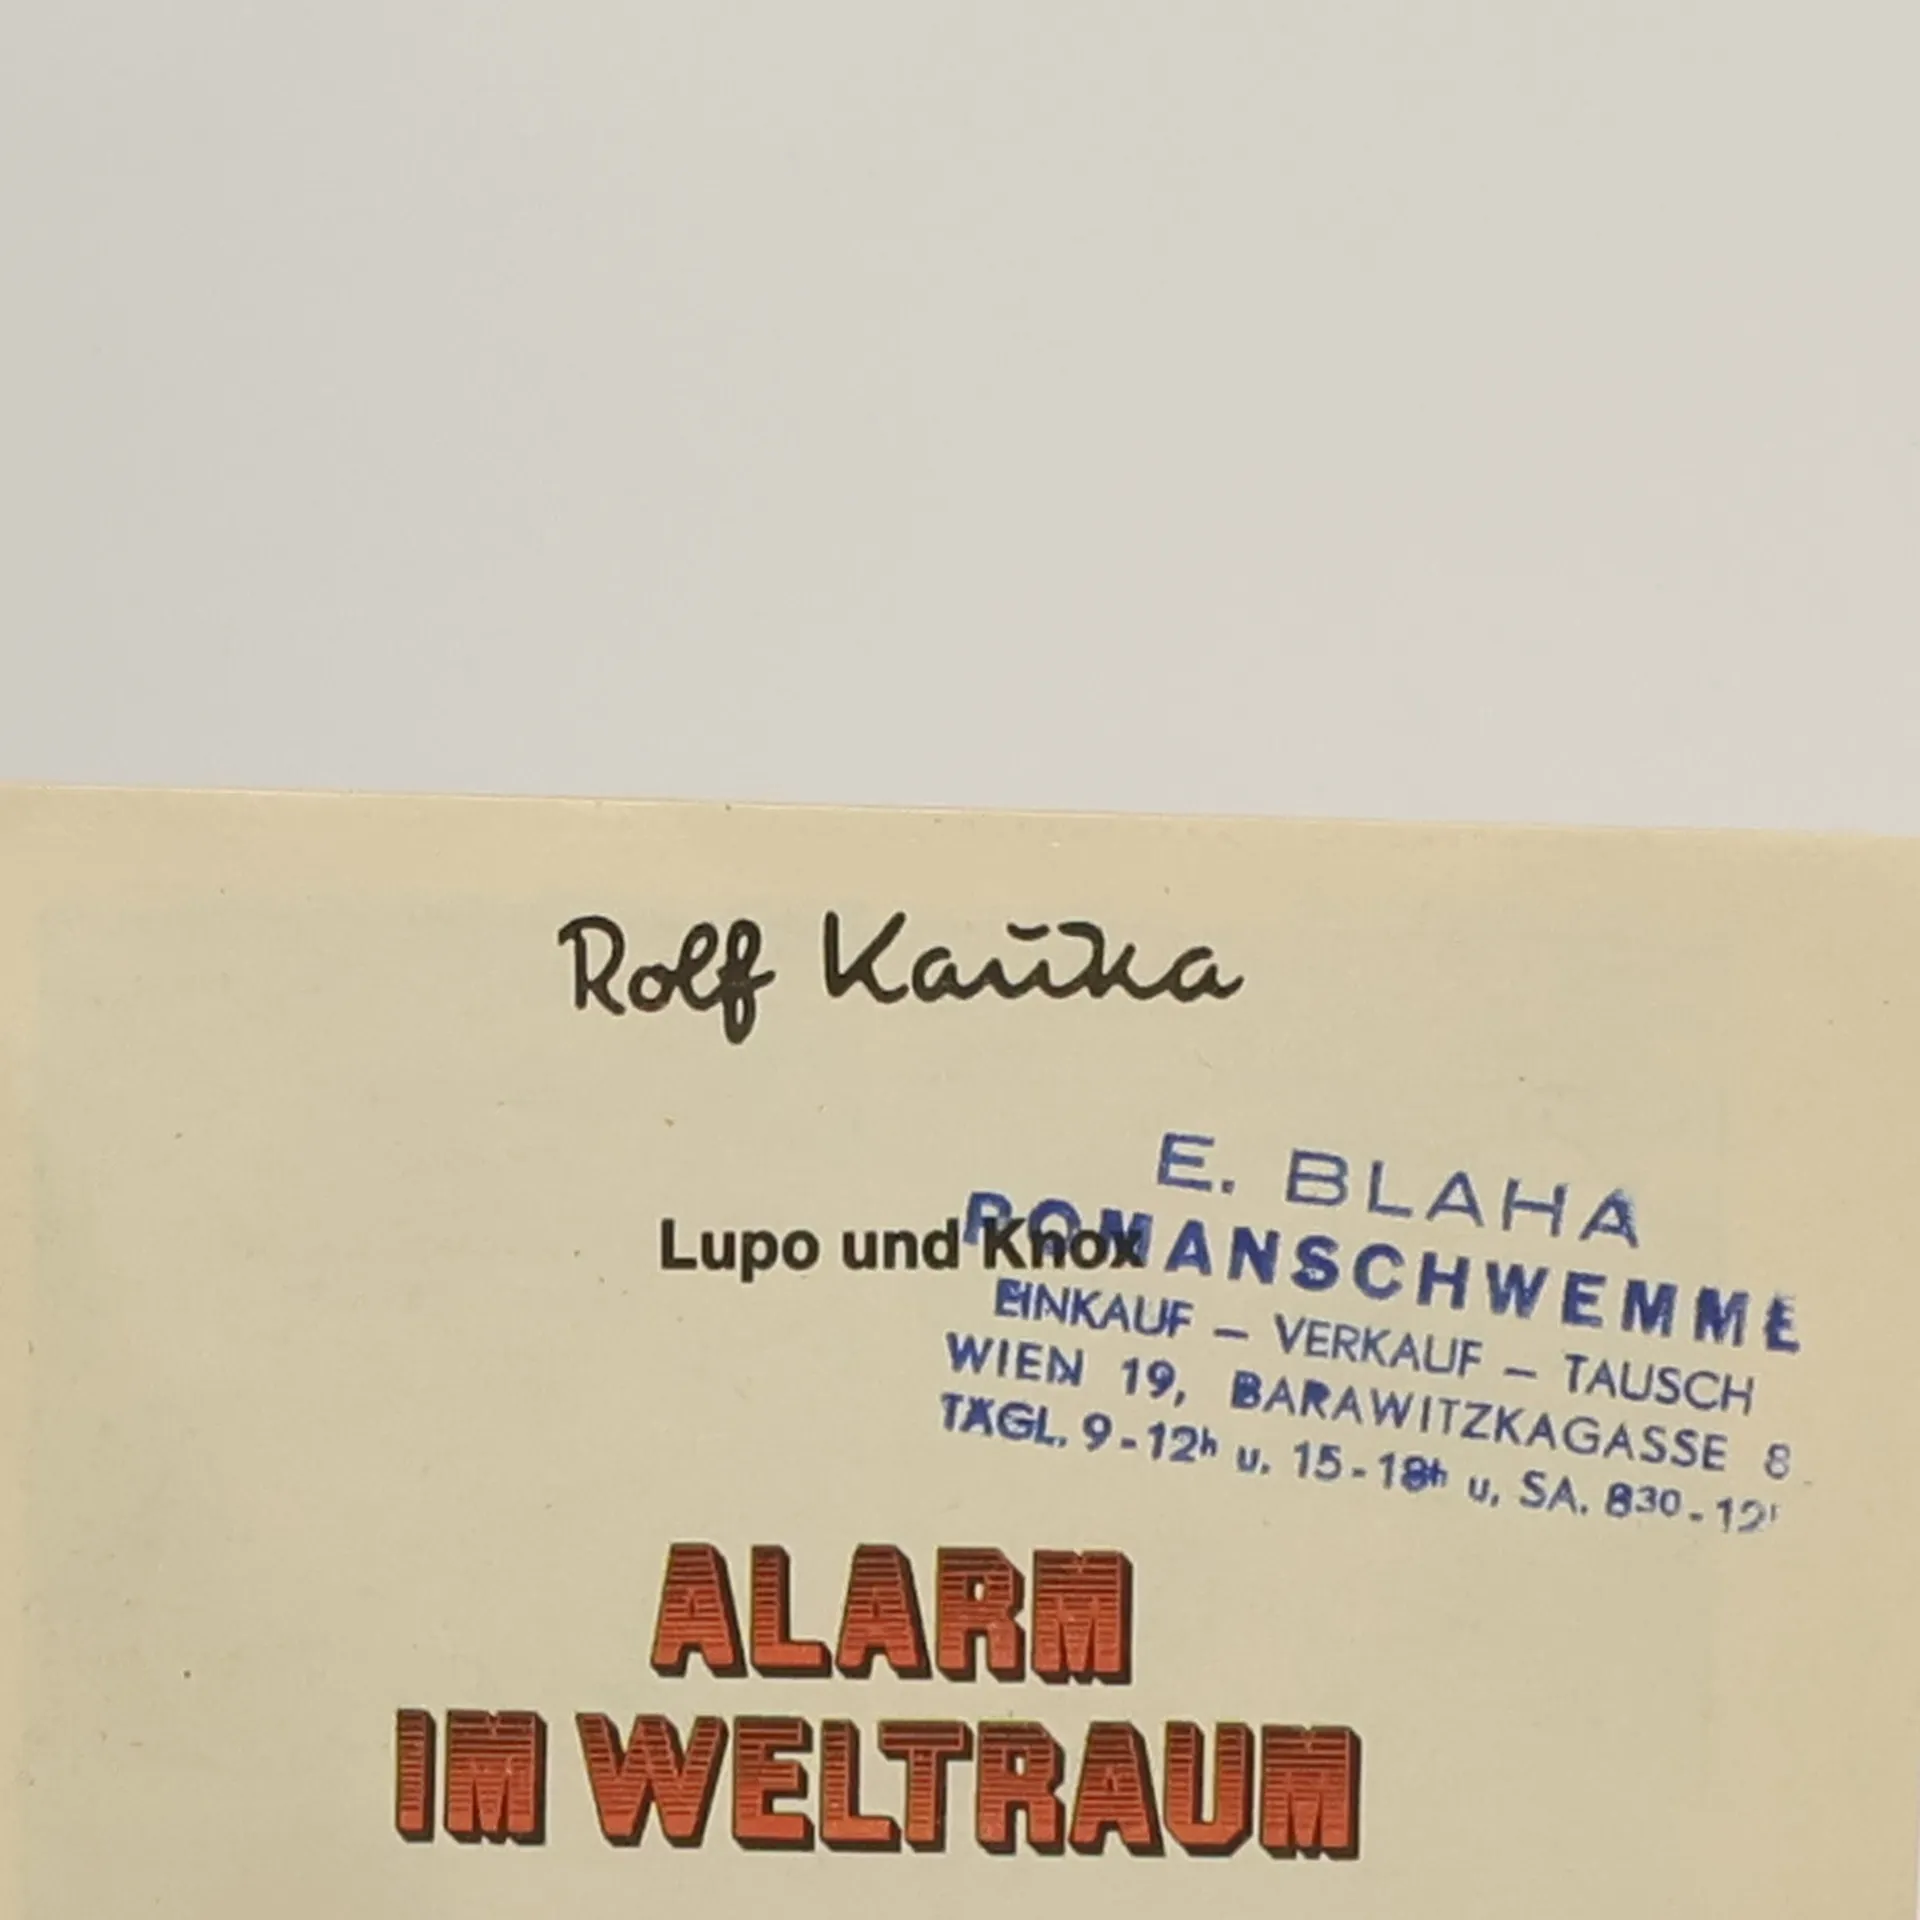 Rolf Kauka
E. BLAHA
Lupo und Knox
ROMANSCHWEMME
EINKAUF – VERKAUF – TAUSCH
WIEN 19, BARAWITZKAGASSE 8
TÄGL. 9-12h u. 15-18h u. SA. 830-12h
ALARM
IM WELTRAUM